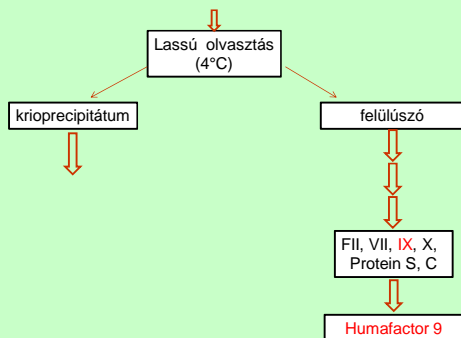 Lassú olvasztás
(4°C)
krioprecipitátum
felülúszó
FII, VII, IX, X,
Protein S, C
Humafactor 9